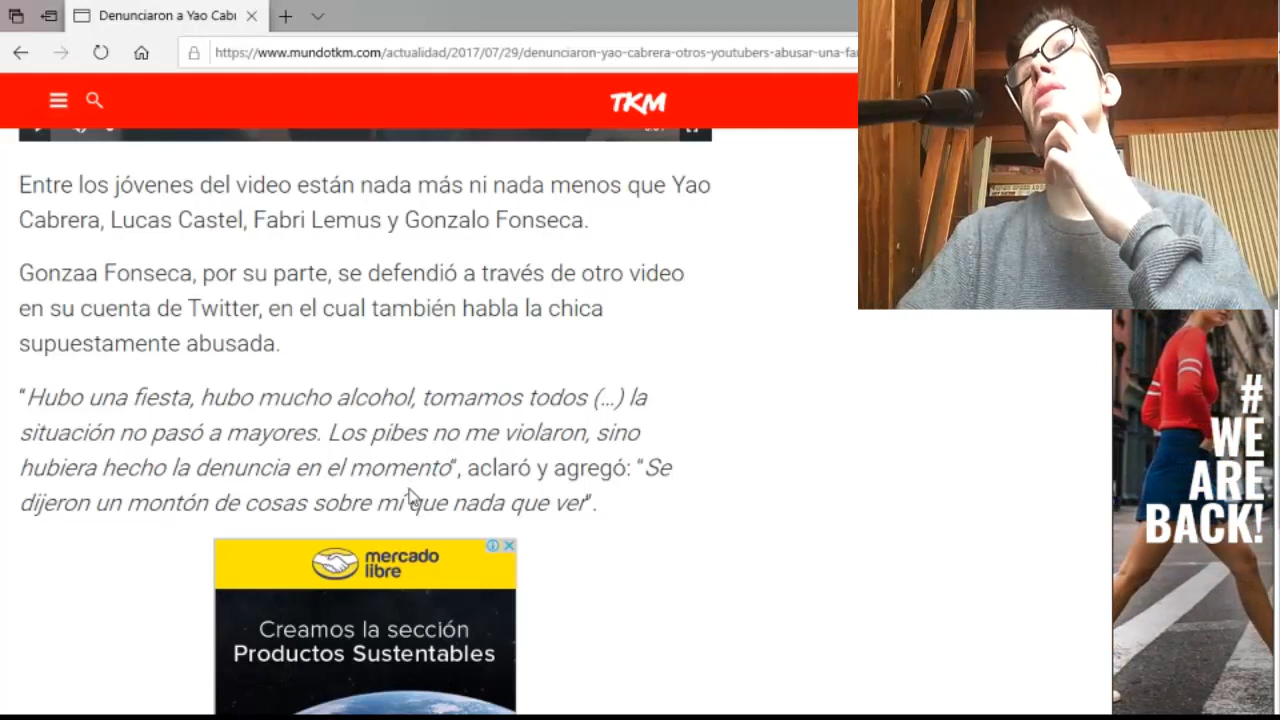 Denunciaron a Yao Cabr
https://www.mundotkm.com/actualidad/2017/07/29/denunciaron-yao-cabrera-otros-youtubers-abusar-una-fa
TKM
Entre los jóvenes del video están nada más ni nada menos que Yao
Cabrera, Lucas Castel, Fabri Lemus y Gonzalo Fonseca.
Gonzaa Fonseca, por su parte, se defendió a través de otro video
en su cuenta de Twitter, en el cual también habla la chica
supuestamente abusada.
“Hubo una fiesta, hubo mucho alcohol, tomamos todos (...) la
situación no pasó a mayores. Los pibes no me violaron, sino
hubiera hecho la denuncia en el momento“, aclaró y agregó: “Se
dijeron un montón de cosas sobre mí que nada que ver”.
mercado
libre
Creamos la sección
Productos Sustentables
#
WE
ARE
BACK!